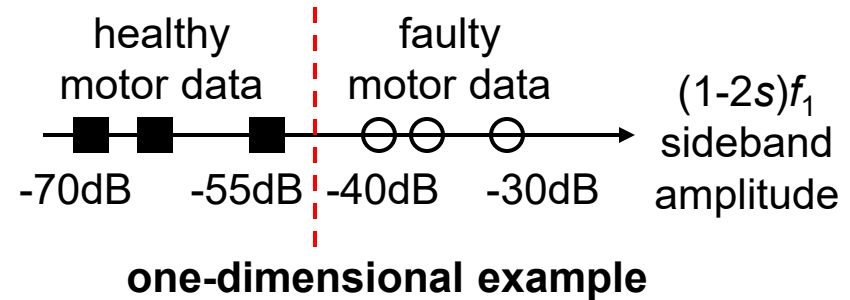 healthy
motor data
faulty
motor data
(1-2s)f₁
sideband
amplitude
-70dB
-55dB
-40dB
-30dB
one-dimensional example